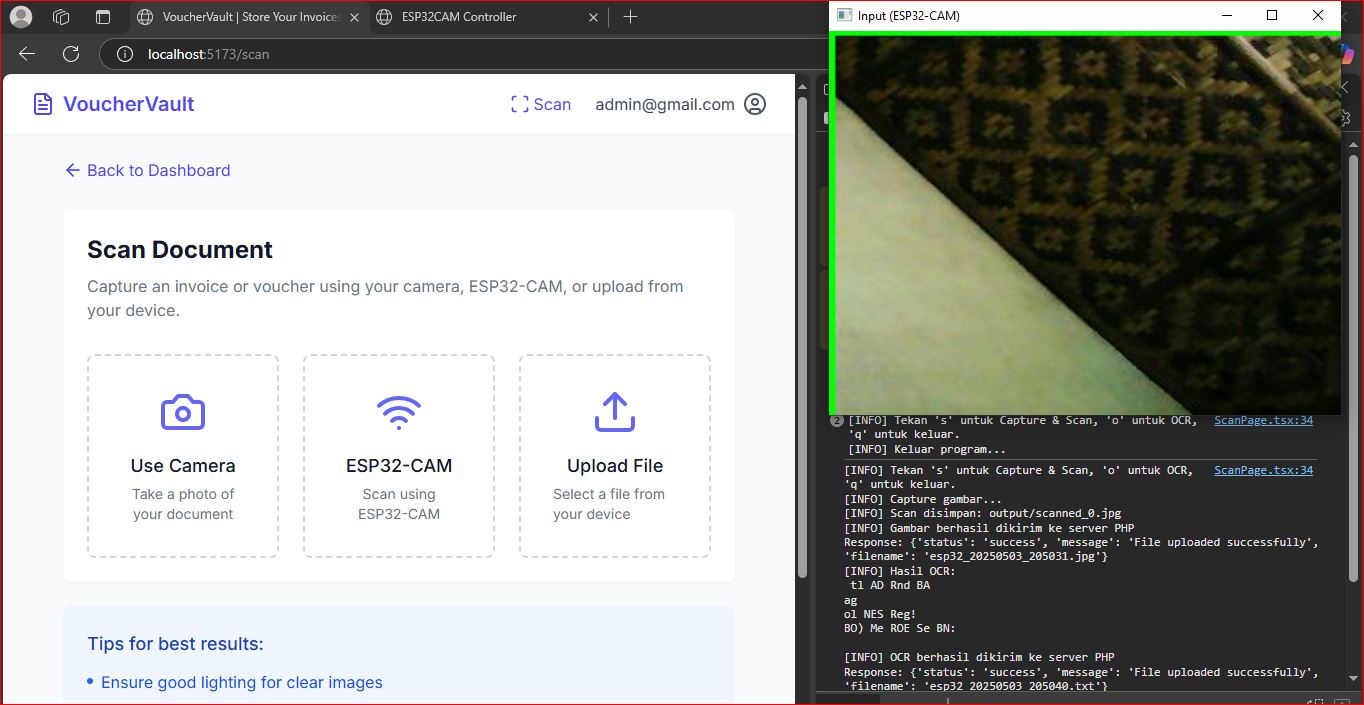 VoucherVault | Store Your Invoices
ESP32CAM Controller
Input (ESP32-CAM)
localhost:5173/scan
VoucherVault
Scan
admin@gmail.com
Back to Dashboard
Scan Document
Capture an invoice or voucher using your camera, ESP32-CAM, or upload from
your device.
Use Camera
Take a photo of
your document
ESP32-CAM
Scan using
ESP32-CAM
Upload File
Select a file from
your device
Tips for best results:
• Ensure good lighting for clear images
2 [INFO] Tekan 's' untuk Capture & Scan, 'o' untuk OCR, ScanPage.tsx:34
'q' untuk keluar.
[INFO] Keluar program...
[INFO] Tekan 's' untuk Capture & Scan, 'o' untuk OCR, ScanPage.tsx:34
'q' untuk keluar.
[INFO] Capture gambar...
[INFO] Scan disimpan: output/scanned_0.jpg
[INFO] Gambar berhasil dikirim ke server PHP
Response: {'status': 'success', 'message': 'File uploaded successfully',
'filename': 'esp32_20250503_205031.jpg'}
[INFO] Hasil OCR:
tl AD Rnd BA
ag
ol NES Reg!
BO) Me ROE Se BN:
[INFO] OCR berhasil dikirim ke server PHP
Response: {'status': 'success', 'message': 'File uploaded successfully',
'filename': 'esp32_20250503_205040.txt'}